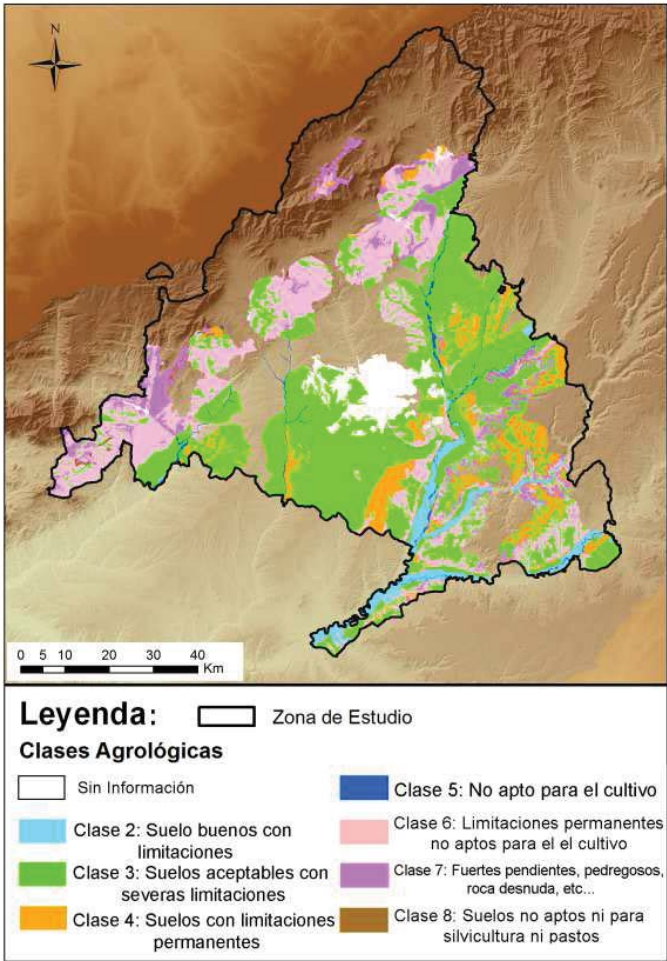 N
0 5 10 20 30 40
Km
Leyenda:
Zona de Estudio
Clases Agrológicas
Sin Información
Clase 2: Suelo buenos con
limitaciones
Clase 3: Suelos aceptables con
severas limitaciones
Clase 4: Suelos con limitaciones
permanentes
Clase 5: No apto para el cultivo
Clase 6: Limitaciones permanentes
no aptos para el el cultivo
Clase 7: Fuertes pendientes, pedregosos,
roca desnuda, etc...
Clase 8: Suelos no aptos ni para
silvicultura ni pastos